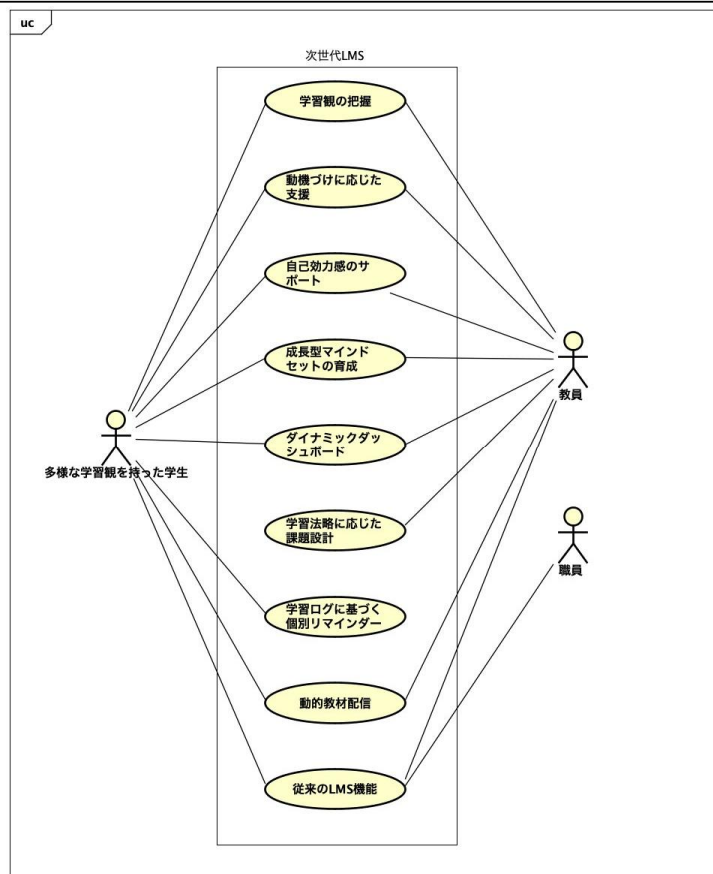 uc
次世代LMS
学習観の把握
動機づけに応じた
支援
自己効力感のサ
ポート
成長型マインド
セットの育成
ダイナミックダッ
シュボード
学習法略に応じた
課題設計
学習ログに基づく
個別リマインダー
動的教材配信
従来のLMS機能
多様な学習観を持った学生
教員
職員